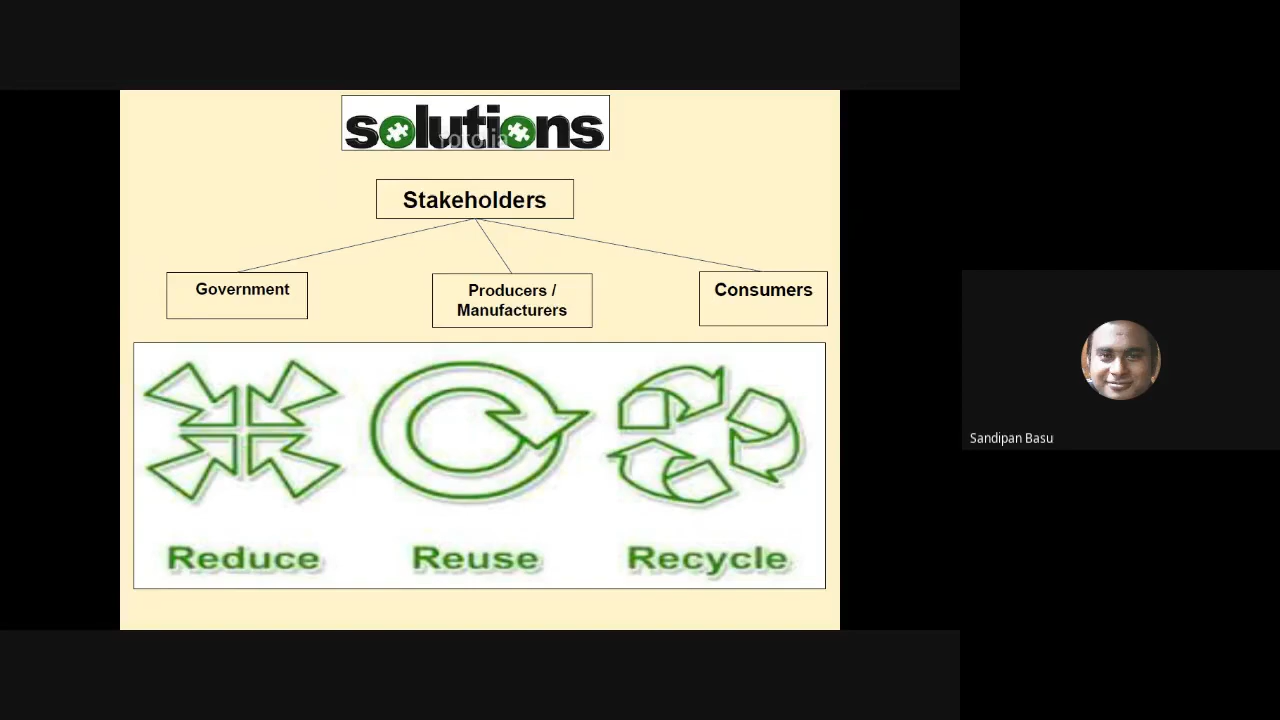 solutions
Stakeholders
Government
Producers /
Manufacturers
Consumers
Reduce
Reuse
Recycle
Sandipan Basu